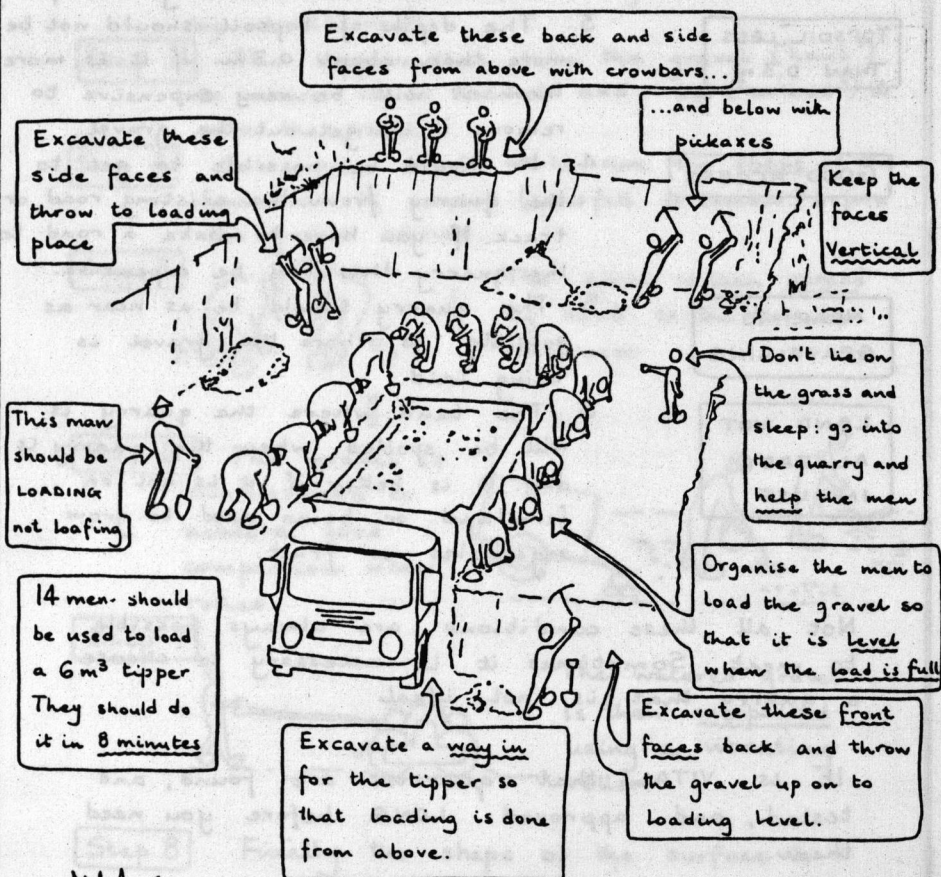 Excavate these back and side
faces from above with crowbars...
...and below with
pickaxes
Excavate these
side faces and
throw to loading
place
Keep the
faces
Vertical
Don't lie on
the grass and
sleep: go into
the quarry and
help the men
This man
should be
LOADING
not loafing
Organise the men to
load the gravel so
that it is level
when the load is full
14 men should
be used to load
a 6m³ tipper
They should do
it in 8 minutes
Excavate a way in
for the tipper, so
that loading is done
from above.
Excavate these front
faces back and throw
the gravel up on to
loading level.